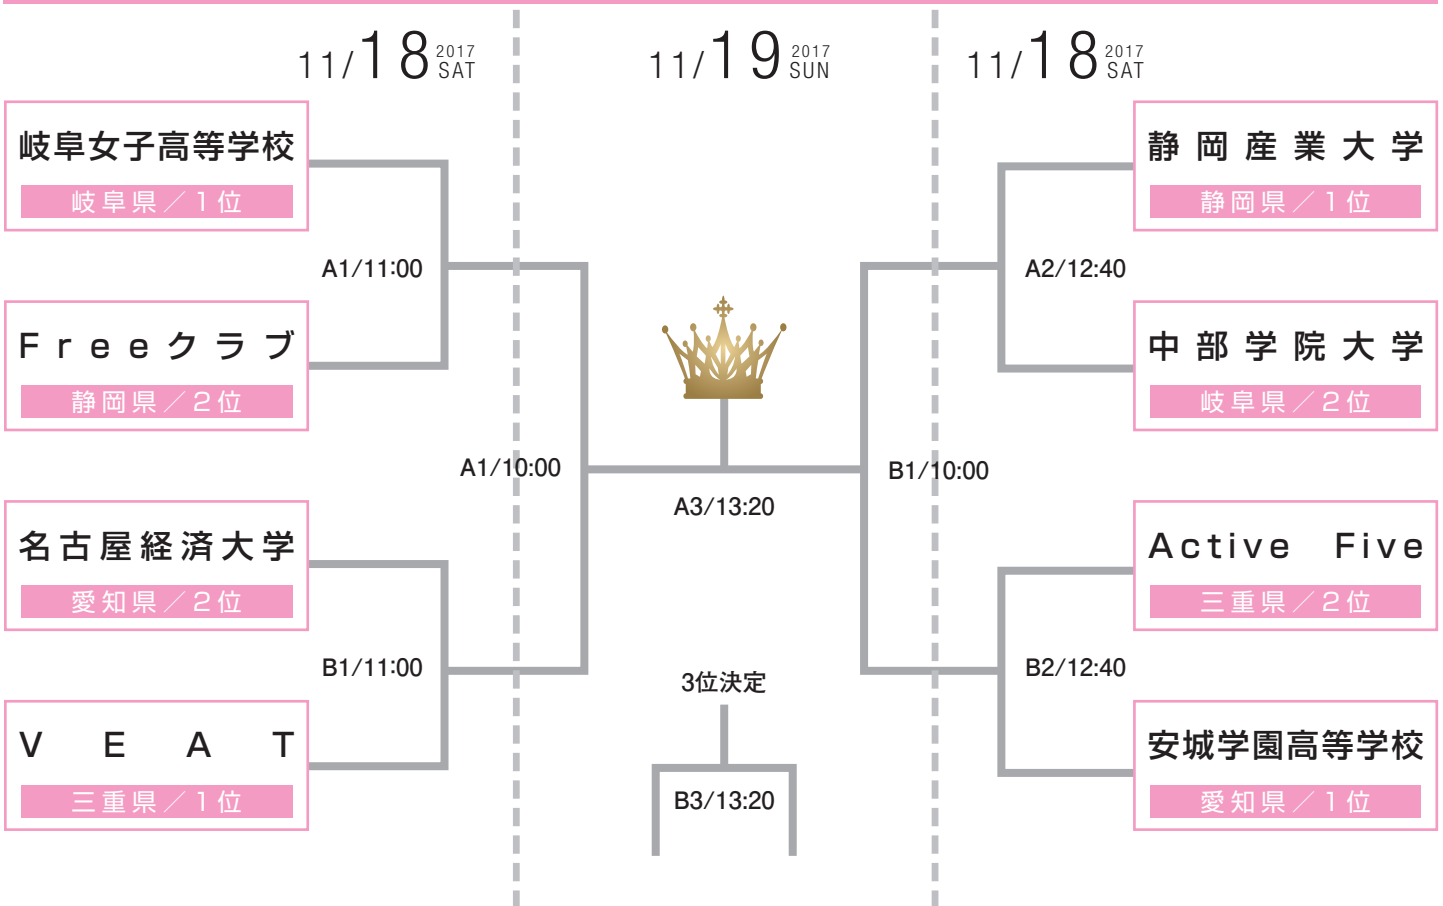 11/18 2017 SAT
11/19 2017 SUN
11/18 2017 SAT
岐阜女子高等学校
岐阜県／1位
A1/11:00
Freeクラブ
静岡県／2位
A1/10:00
名古屋経済大学
愛知県／2位
B1/11:00
VEAT
三重県／1位
A3/13:20
3位決定
B3/13:20
静岡産業大学
静岡県／1位
A2/12:40
中部学院大学
岐阜県／2位
B1/10:00
Active Five
三重県／2位
B2/12:40
安城学園高等学校
愛知県／1位